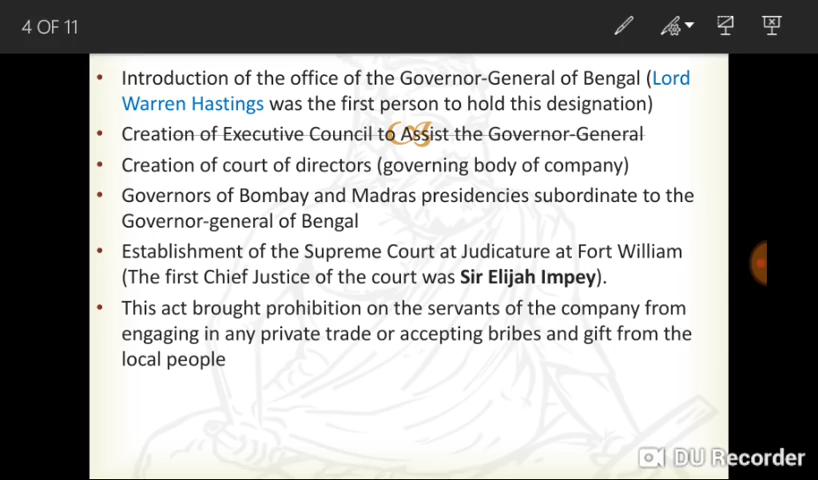 4 OF 11
• Introduction of the office of the Governor-General of Bengal (Lord
Warren Hastings was the first person to hold this designation)
• Creation of Executive Council to Assist the Governor-General
• Creation of court of directors (governing body of company)
• Governors of Bombay and Madras presidencies subordinate to the
Governor-general of Bengal
• Establishment of the Supreme Court at Judicature at Fort William
(The first Chief Justice of the court was Sir Elijah Impey).
• This act brought prohibition on the servants of the company from
engaging in any private trade or accepting bribes and gift from the
local people
DU Recorder